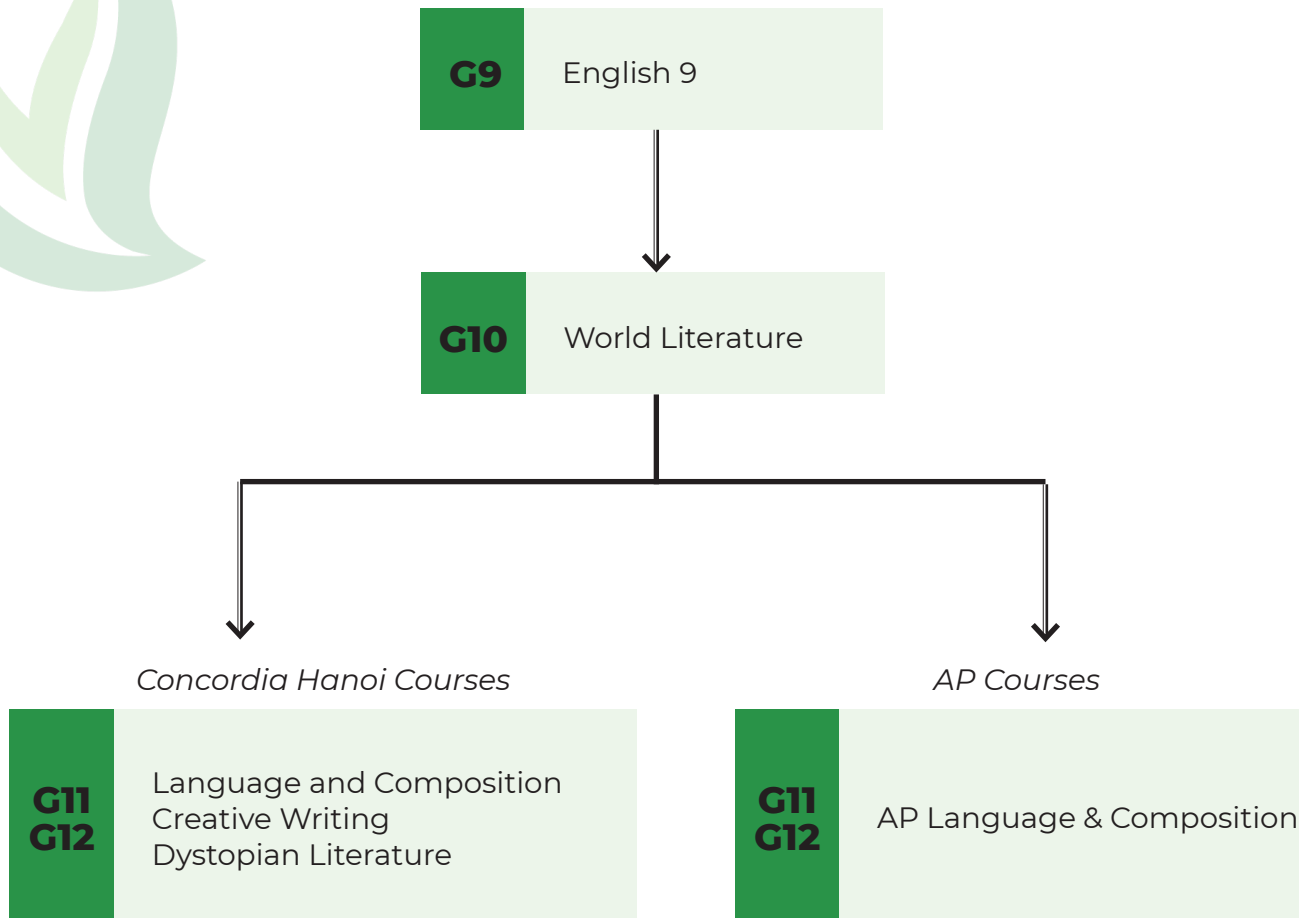 G9
English 9
G10
World Literature
Concordia Hanoi Courses
G11
G12
Language and Composition
Creative Writing
Dystopian Literature
AP Courses
G11
G12
AP Language & Composition